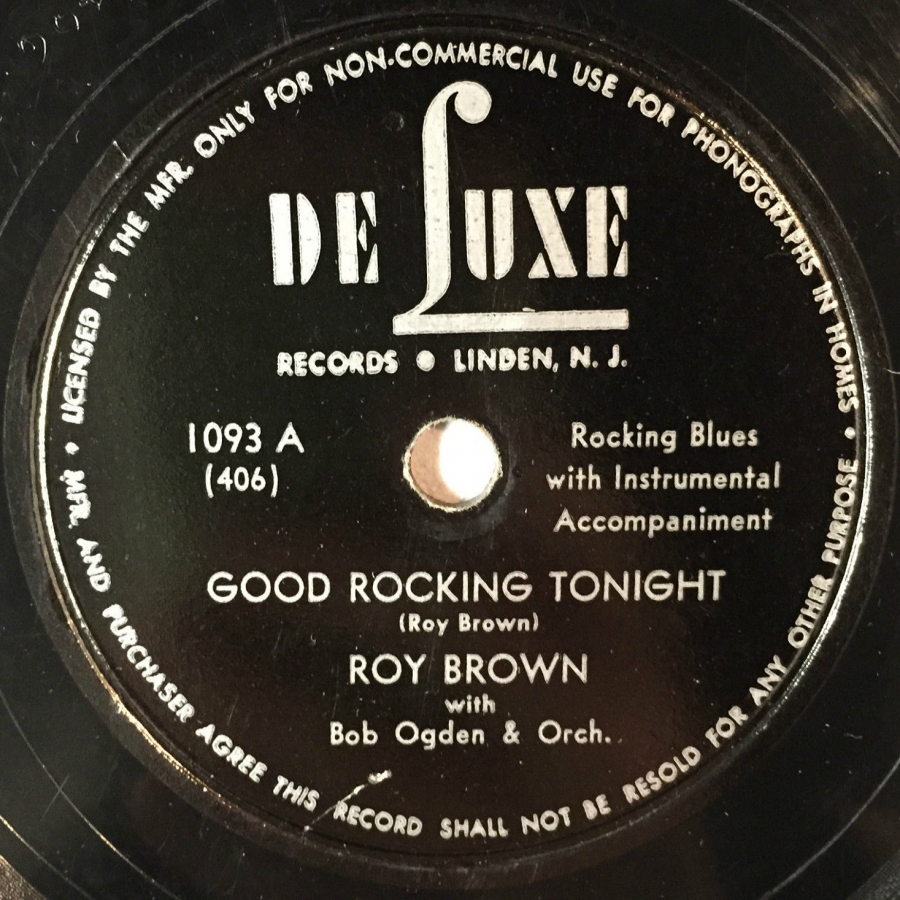 LICENSED BY THE MFR. ONLY FOR NON-COMMERCIAL USE FOR PHONOGRAPHS IN HOMES •
MFR. AND PURCHASER AGREE THIS RECORD SHALL NOT BE RESOLD FOR ANY OTHER PURPOSE •
DE LUXE
RECORDS • LINDEN, N. J.
1093 A
(406)
Rocking Blues
with Instrumental
Accompaniment
GOOD ROCKING TONIGHT
(Roy Brown)
ROY BROWN
with
Bob Ogden & Orch.